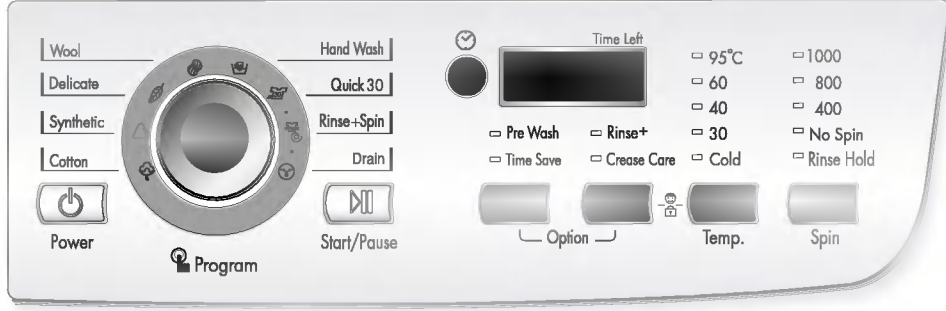 Wool
Delicate
Synthetic
Cotton
Hand Wash
Quick 30
Rinse+Spin
Drain
Power
Program
Start/Pause
Time Left
Pre Wash
Rinse+
Time Save
Crease Care
Option
95°C
60
40
30
Cold
Temp.
1000
800
400
No Spin
Rinse Hold
Spin